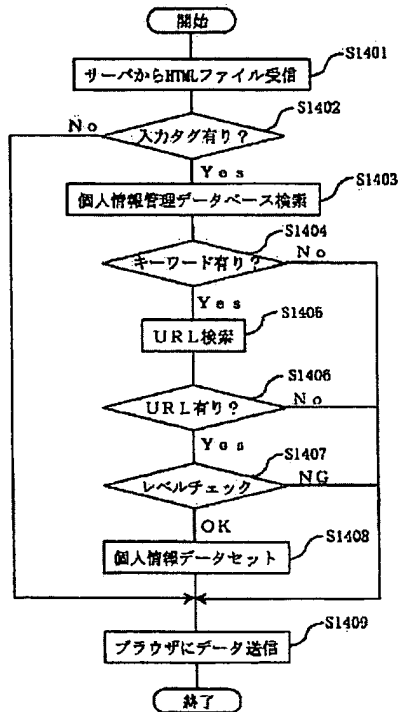 開始
S1401
サーバからHTMLファイル受信
S1402
No
入力タグ有り？
Yes
S1403
個人情報管理データベース検索
S1404
キーワード有り？
No
Yes
S1405
URL検索
S1406
URL有り？
No
Yes
S1407
レベルチェック
NG
OK
S1408
個人情報データセット
S1409
ブラウザにデータ送信
終了